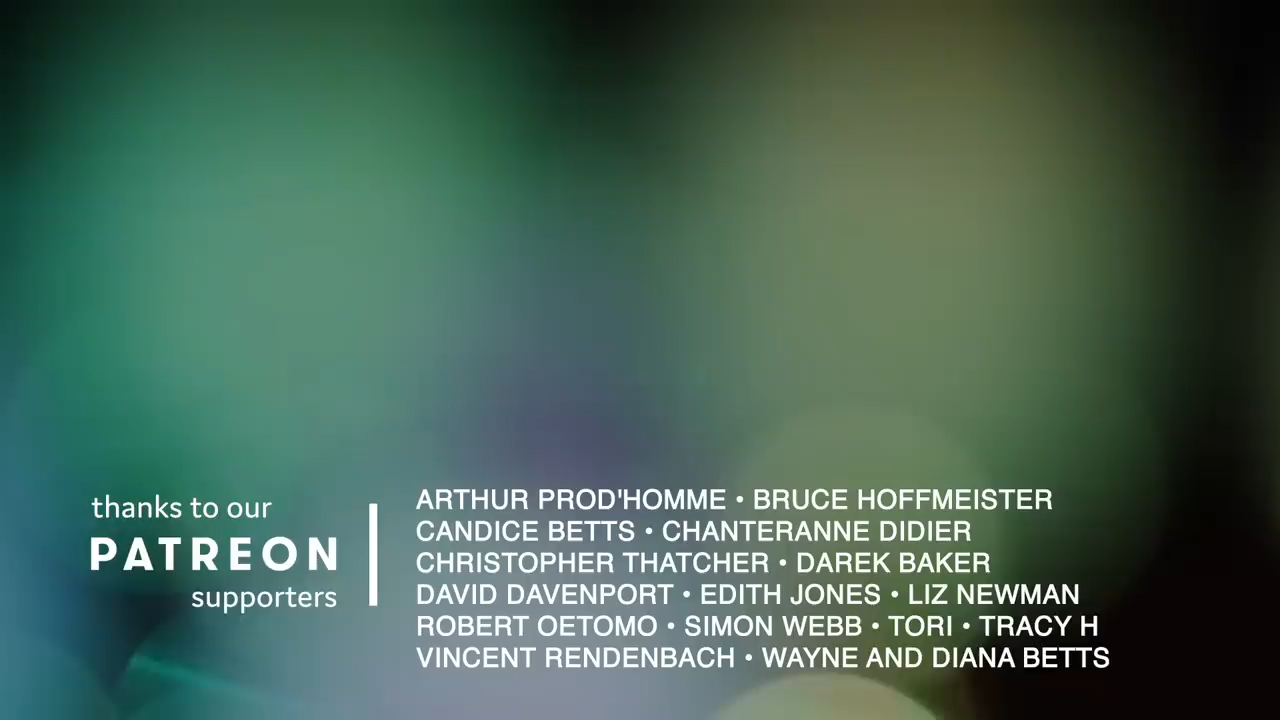 thanks to our
PATREON
supporters
ARTHUR PROD'HOMME • BRUCE HOFFMEISTER
CANDICE BETTS • CHANTERANNE DIDIER
CHRISTOPHER THATCHER • DAREK BAKER
DAVID DAVENPORT • EDITH JONES • LIZ NEWMAN
ROBERT OETOMO • SIMON WEBB • TORI • TRACY H
VINCENT RENDENBACH • WAYNE AND DIANA BETTS